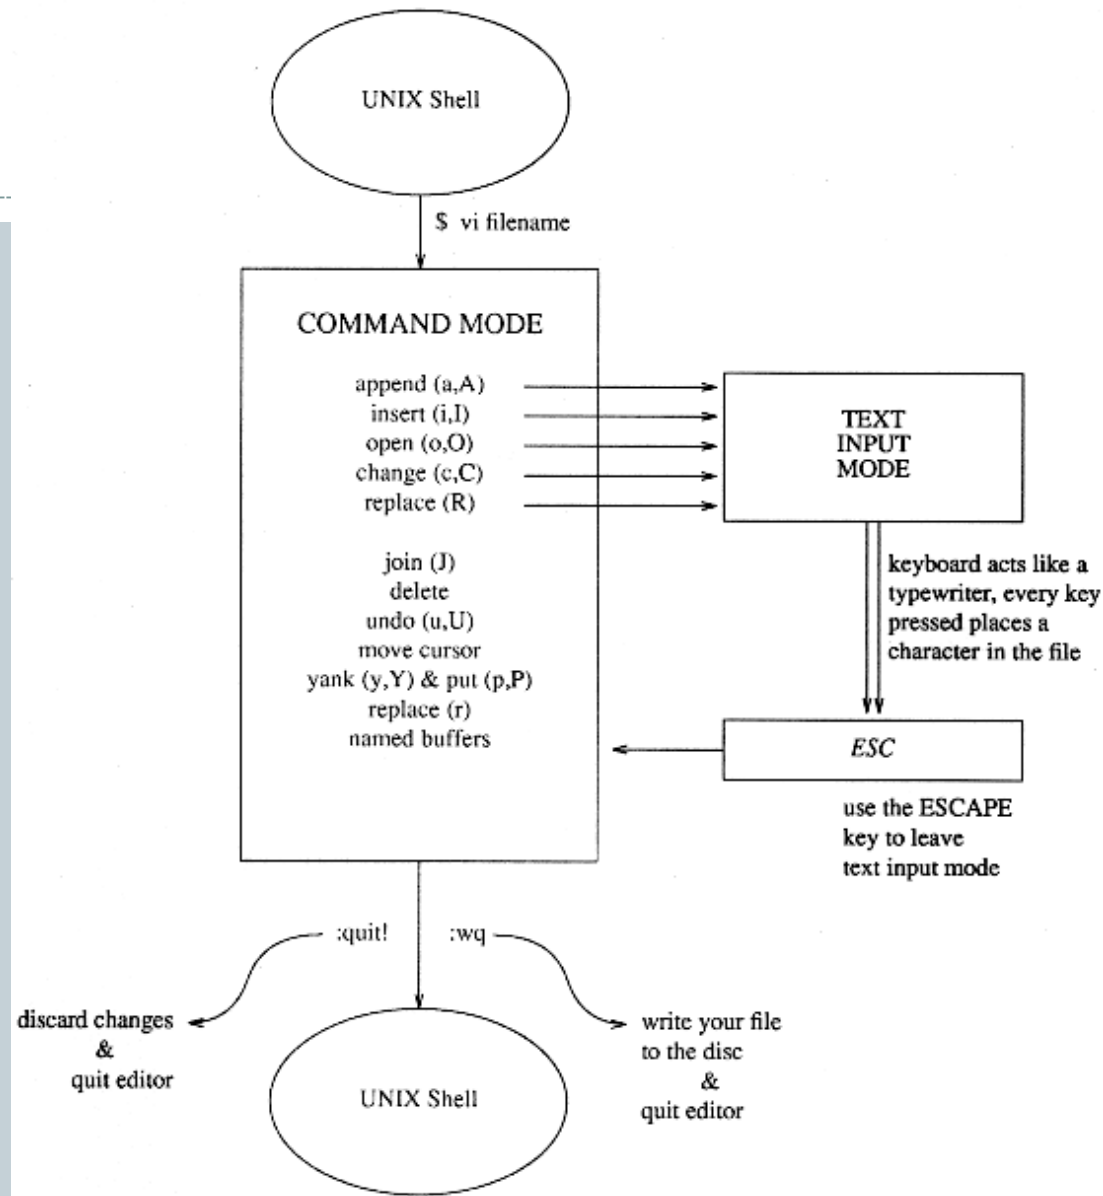 UNIX Shell
$ vi filename
COMMAND MODE
append (a,A)
insert (i,I)
open (o,O)
change (c,C)
replace (R)
join (J)
delete
undo (u,U)
move cursor
yank (y,Y) & put (p,P)
replace (r)
named buffers
TEXT
INPUT
MODE
keyboard acts like a
typewriter, every key
pressed places a
character in the file
ESC
use the ESCAPE
key to leave
text input mode
:quit!
:wq
discard changes
&
quit editor
write your file
to the disc
&
quit editor
UNIX Shell